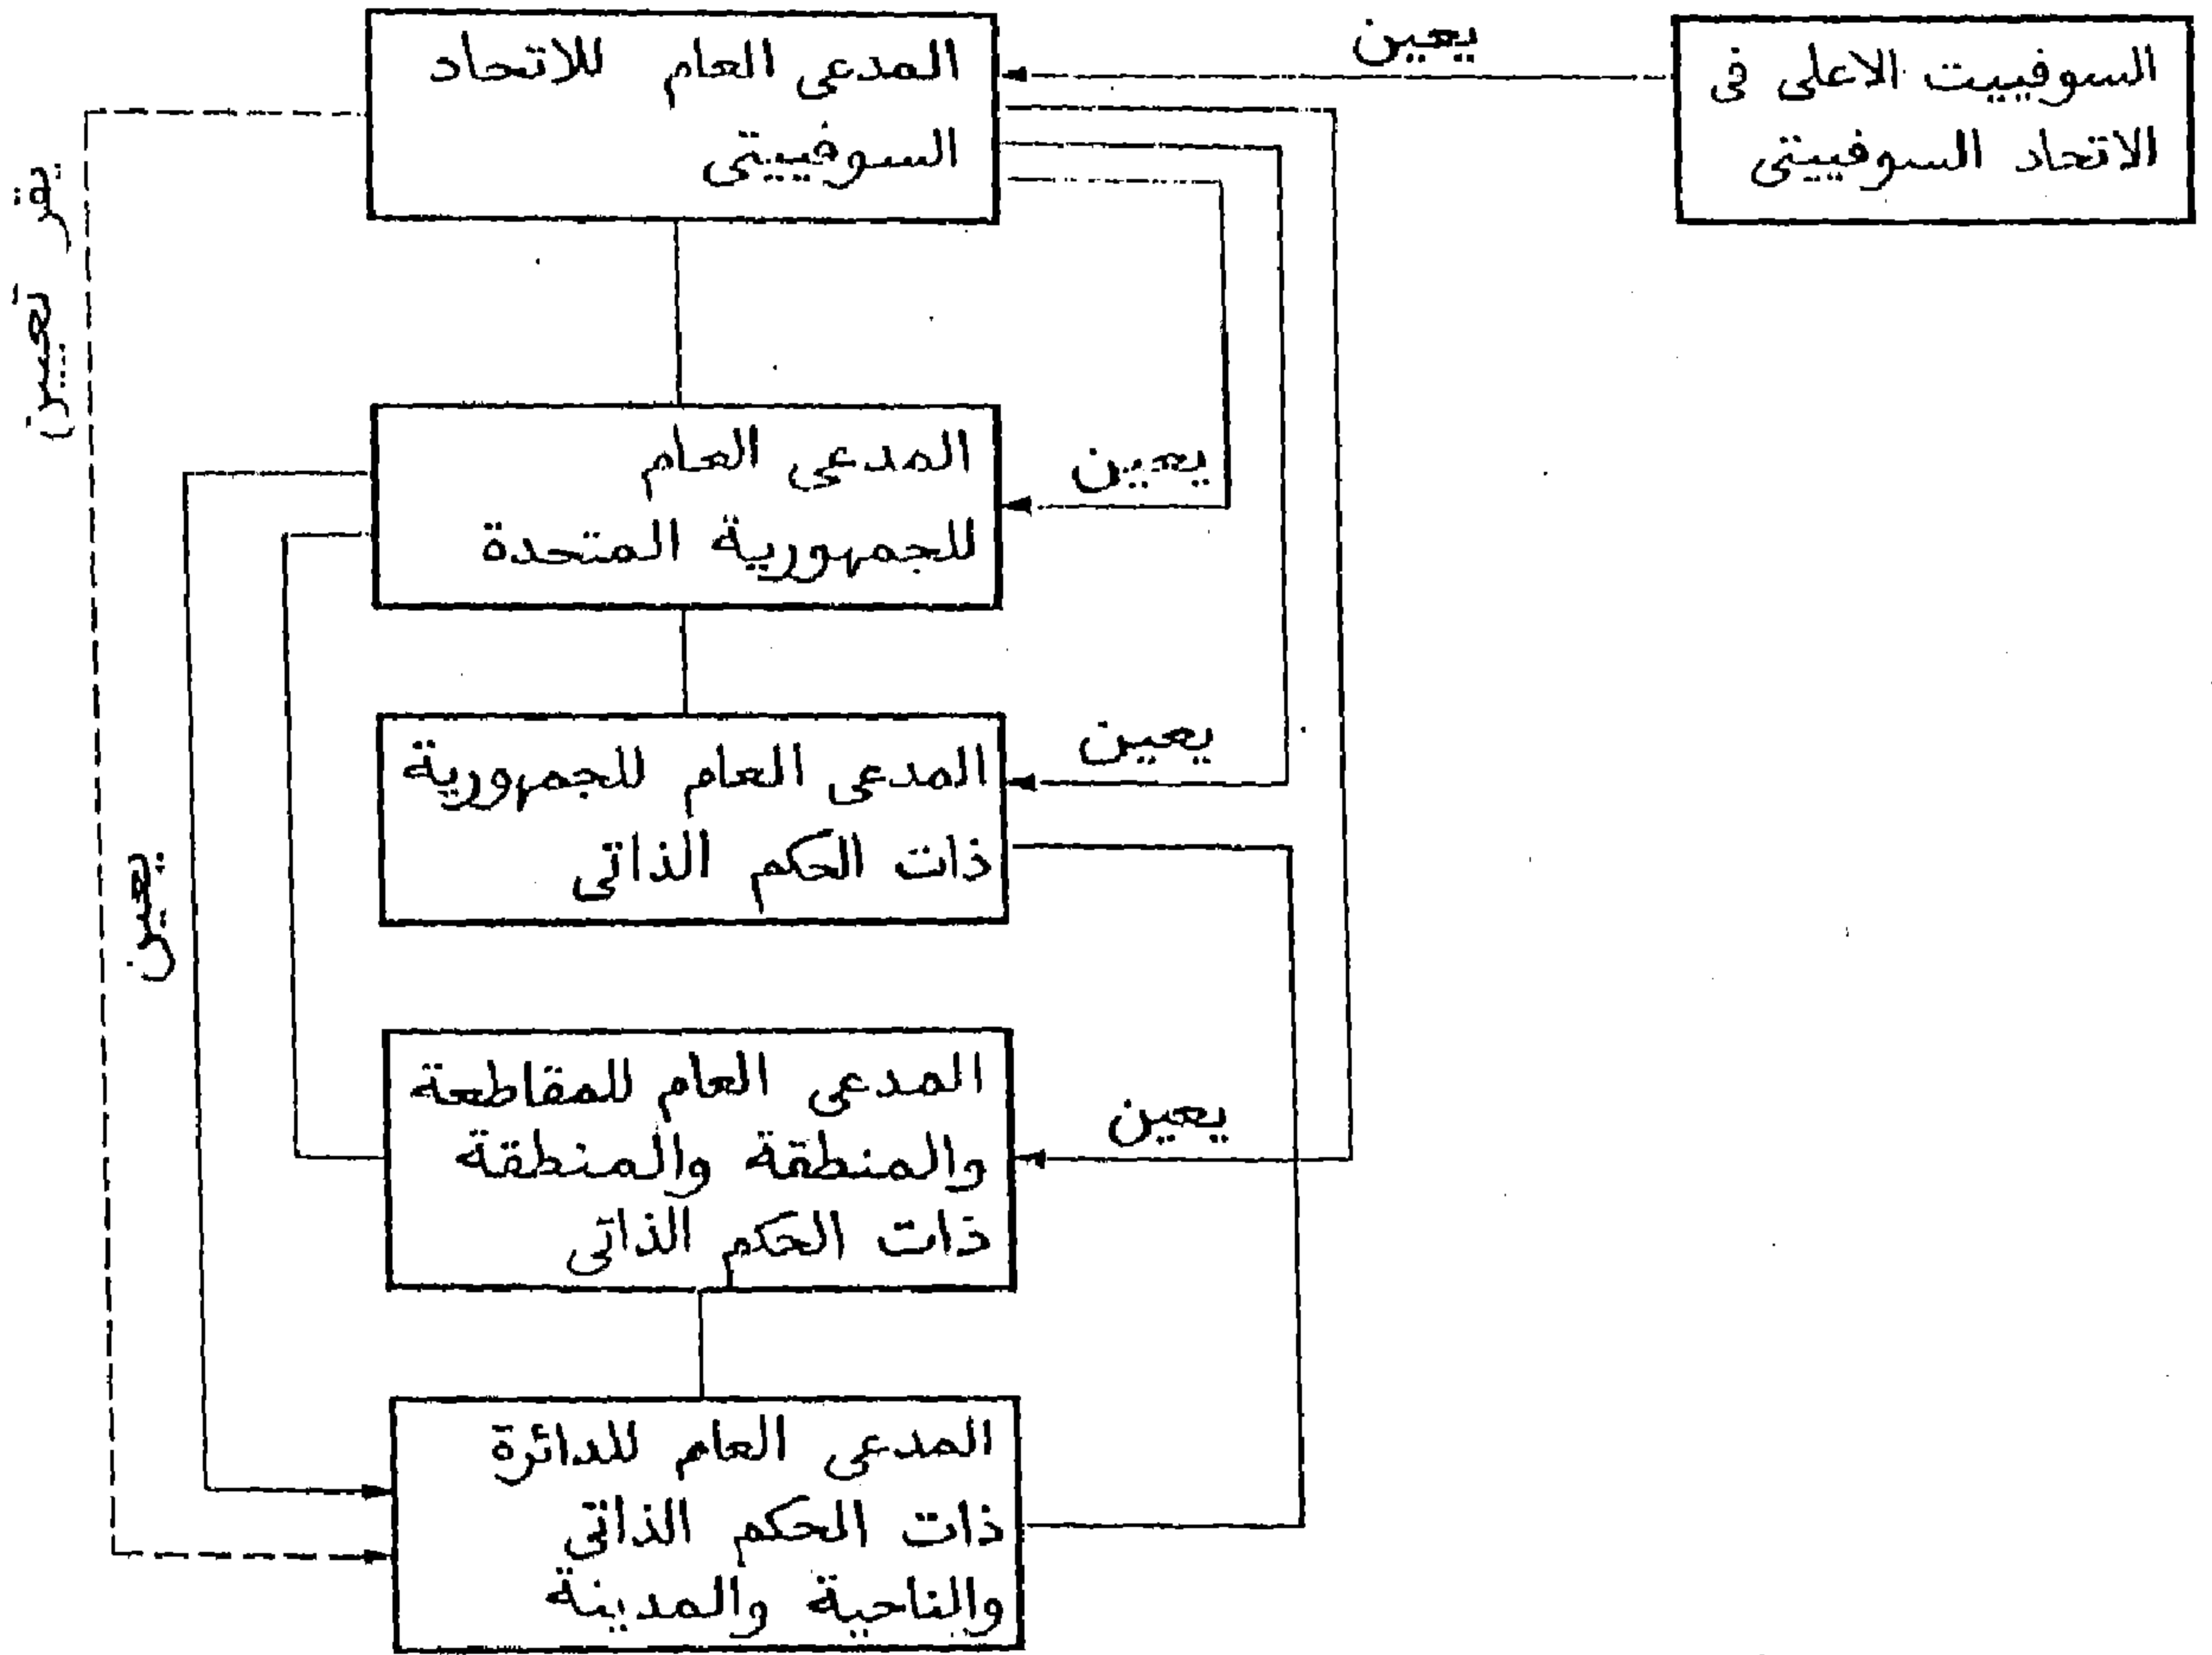 السوفييت الاعلى فى
الاتحاد السوفييتى
يعين
المدعى العام للاتحاد
السوفييتى
يقر تعيين
المدعى العام
للجمهورية المتحدة
يعين
المدعى العام للجمهورية
ذات الحكم الذاتى
يعين
يعين
المدعى العام للمقاطعة
والمنطقة والمنطقة
ذات الحكم الذاتى
يعين
المدعى العام للدائرة
ذات الحكم الذاتى
والناحية والمدينة